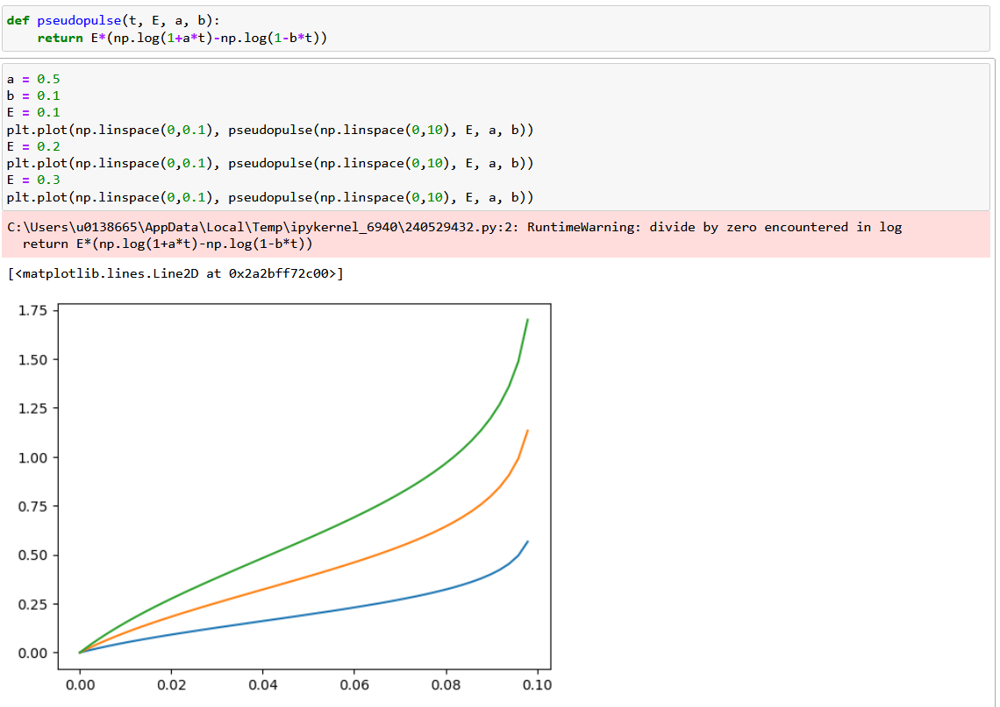 def pseudopulse(t, E, a, b):
    return E*(np.log(1+a*t)-np.log(1-b*t))
a = 0.5
b = 0.1
E = 0.1
plt.plot(np.linspace(0,0.1), pseudopulse(np.linspace(0,10), E, a, b))
E = 0.2
plt.plot(np.linspace(0,0.1), pseudopulse(np.linspace(0,10), E, a, b))
E = 0.3
plt.plot(np.linspace(0,0.1), pseudopulse(np.linspace(0,10), E, a, b))
C:\Users\u0138665\AppData\Local\Temp\ipykernel_6940\240529432.py:2: RuntimeWarning: divide by zero encountered in log
  return E*(np.log(1+a*t)-np.log(1-b*t))
[<matplotlib.lines.Line2D at 0x2a2bff72c00>]
1.75
1.50
1.25
1.00
0.75
0.50
0.25
0.00
0.00 0.02 0.04 0.06 0.08 0.10